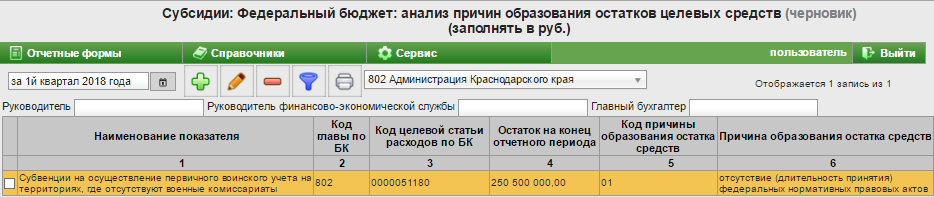 Субсидии: Федеральный бюджет: анализ причин образования остатков целевых средств (черновик)
(заполнять в руб.)
Отчетные формы Справочники Сервис пользователь Выйти
за 1й квартал 2018 года 802 Администрация Краснодарского края Отображается 1 запись из 1
Руководитель Руководитель финансово-экономической службы Главный бухгалтер
Наименование показателя
Код главы по БК
Код целевой статьи расходов по БК
Остаток на конец отчетного периода
Код причины образования остатка средств
Причина образования остатка средств
1 2 3 4 5 6
Субвенции на осуществление первичного воинского учета на
территориях, где отсутствуют военные комиссариаты
802
0000051180
250 500 000,00
01
отсутствие (длительность принятия)
федеральных нормативных правовых актов